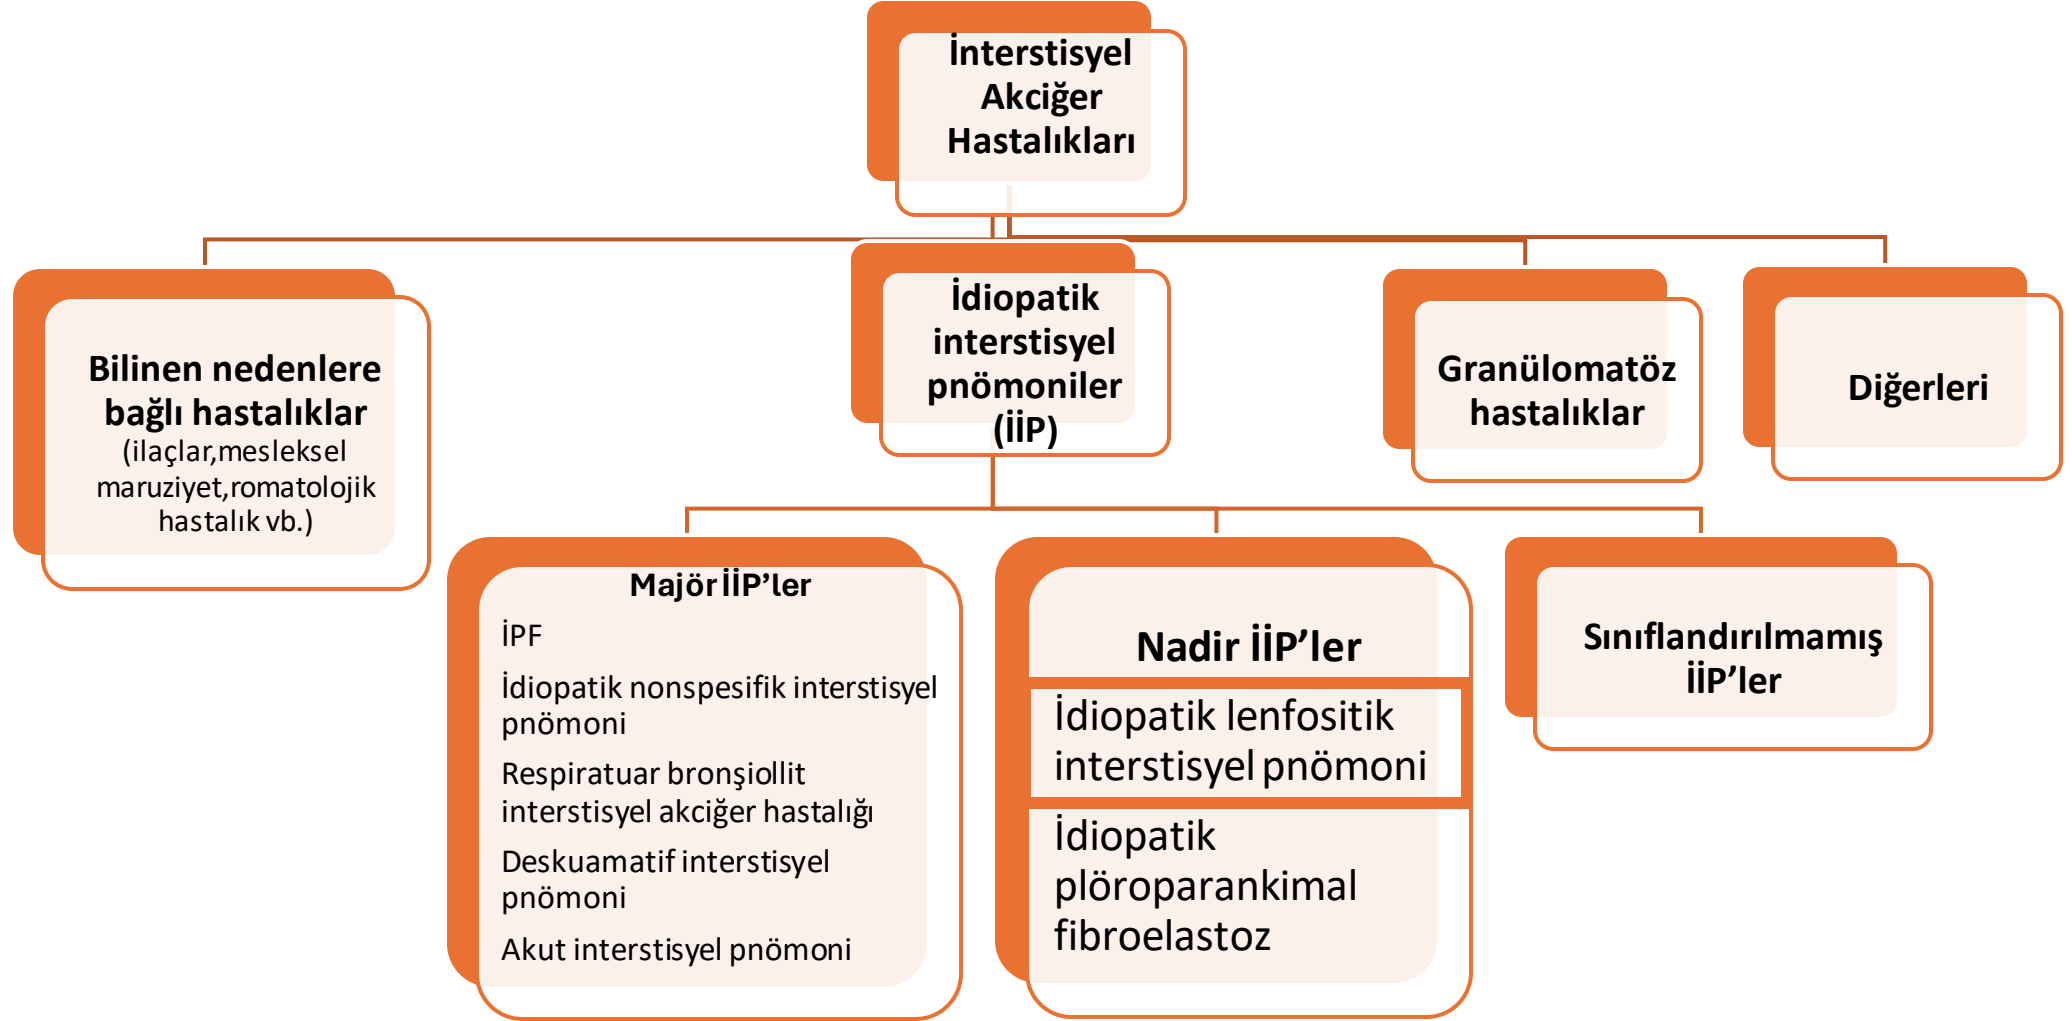 İnterstisyel
Akciğer
Hastalıkları
Bilinen nedenlere
bağlı hastalıklar
(ilaçlar,mesleksel
maruziyet,romatolojik
hastalık vb.)
İdiopatik
interstisyel
pnömoniler
(İİP)
Granülomatöz
hastalıklar
Diğerleri
Majör İİP’ler
İPF
İdiopatik nonspesifik interstisyel
pnömoni
Respiratuar bronşiollit
interstisyel akciğer hastalığı
Deskuamatif interstisyel
pnömoni
Akut interstisyel pnömoni
Nadir İİP’ler
İdiopatik lenfositik
interstisyel pnömoni
İdiopatik
plöroparankimal
fibroelastoz
Sınıflandırılmamış
İİP’ler